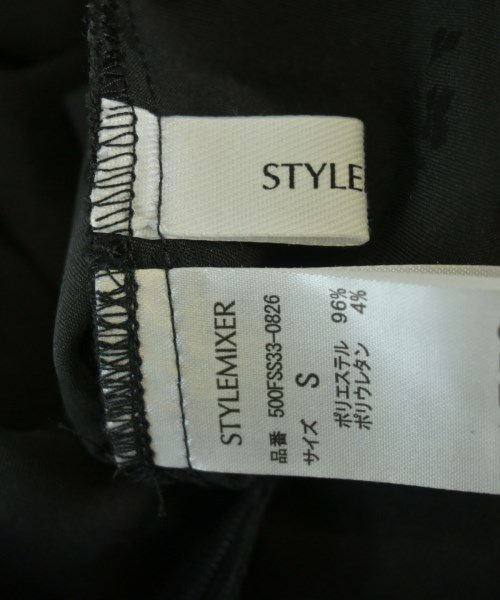 STYLE
STYLEMIXER
品番 500FSS33-0826
サイズ S
ポリエステル 96%
ポリウレタン 4%